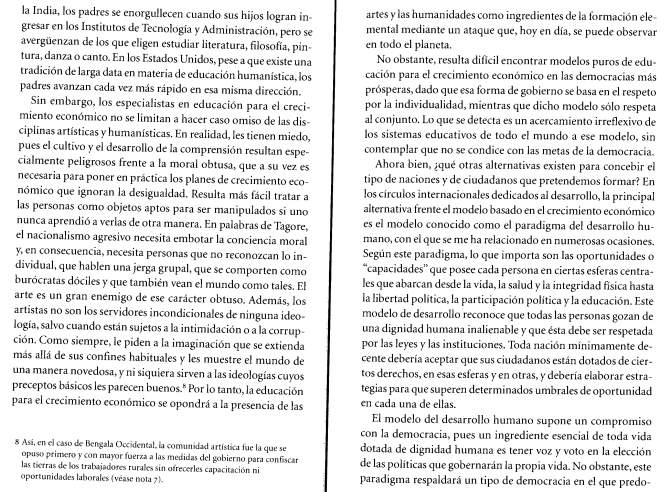 la India, los padres se enorgullecen cuando sus hijos logran in-
gresar en los Institutos de Tecnología y Administración, pero se
avergüenzan de los que eligen estudiar literatura, filosofía, pin-
tura, danza o canto. En los Estados Unidos, pese a que existe una
tradición de larga data en materia de educación humanística, los
padres avanzan cada vez más rápido en esa misma dirección.
Sin embargo, los especialistas en educación para el creci-
miento económico no se limitan a hacer caso omiso de las dis-
ciplinas artísticas y humanísticas. En realidad, les tienen miedo,
pues el cultivo y el desarrollo de la comprensión resultan espe-
cialmente peligrosos frente a la moral obtusa, que a su vez es
necesaria para poner en práctica los planes de crecimiento eco-
nómico que ignoran la desigualdad. Resulta más fácil tratar a
las personas como objetos aptos para ser manipulados si uno
nunca aprendió a verlas de otra manera. En palabras de Tagore,
el nacionalismo agresivo necesita embotar la conciencia moral
y, en consecuencia, necesita personas que no reconozcan lo in-
dividual, que hablen una jerga grupal, que se comporten como
burócratas dóciles y que también vean el mundo como tales. El
arte es un gran enemigo de ese carácter obtuso. Además, los
artistas no son los servidores incondicionales de ninguna ideo-
logía, salvo cuando están sujetos a la intimidación o a la corrup-
ción. Como siempre, le piden a la imaginación que se extienda
más allá de sus confines habituales y les muestre el mundo de
una manera novedosa, y ni siquiera sirven a las ideologías cuyos
preceptos básicos les parecen buenos.⁸ Por lo tanto, la educación
para el crecimiento económico se opondrá a la presencia de las
8 Así, en el caso de Bengala Occidental, la comunidad artística fue la que se
opuso primero y con mayor fuerza a las medidas del gobierno para confiscar
las tierras de los trabajadores rurales sin ofrecerles capacitación ni
oportunidades laborales (véase nota 7).
artes y las humanidades como ingredientes de la formación ele-
mental mediante un ataque que, hoy en día, se puede observar
en todo el planeta.
No obstante, resulta difícil encontrar modelos puros de edu-
cación para el crecimiento económico en las democracias más
prósperas, dado que esa forma de gobierno se basa en el respeto
por la individualidad, mientras que dicho modelo sólo respeta
al conjunto. Lo que se detecta es un acercamiento irreflexivo de
los sistemas educativos de todo el mundo a ese modelo, sin
contemplar que no se condice con las metas de la democracia.
Ahora bien, ¿qué otras alternativas existen para concebir el
tipo de naciones y de ciudadanos que pretendemos formar? En
los círculos internacionales dedicados al desarrollo, la principal
alternativa frente el modelo basado en el crecimiento económico
es el modelo conocido como el paradigma del desarrollo hu-
mano, con el que se me ha relacionado en numerosas ocasiones.
Según este paradigma, lo que importa son las oportunidades o
"capacidades" que posee cada persona en ciertas esferas centra-
les que abarcan desde la vida, la salud y la integridad física hasta
la libertad política, la participación política y la educación. Este
modelo de desarrollo reconoce que todas las personas gozan de
una dignidad humana inalienable y que ésta debe ser respetada
por las leyes y las instituciones. Toda nación mínimamente de-
cente debería aceptar que sus ciudadanos están dotados de cier-
tos derechos, en esas esferas y en otras, y debería elaborar estra-
tegias para que superen determinados umbrales de oportunidad
en cada una de ellas.
El modelo del desarrollo humano supone un compromiso
con la democracia, pues un ingrediente esencial de toda vida
dotada de dignidad humana es tener voz y voto en la elección
de las políticas que gobernarán la propia vida. No obstante, este
paradigma respaldará un tipo de democracia en el que predo-